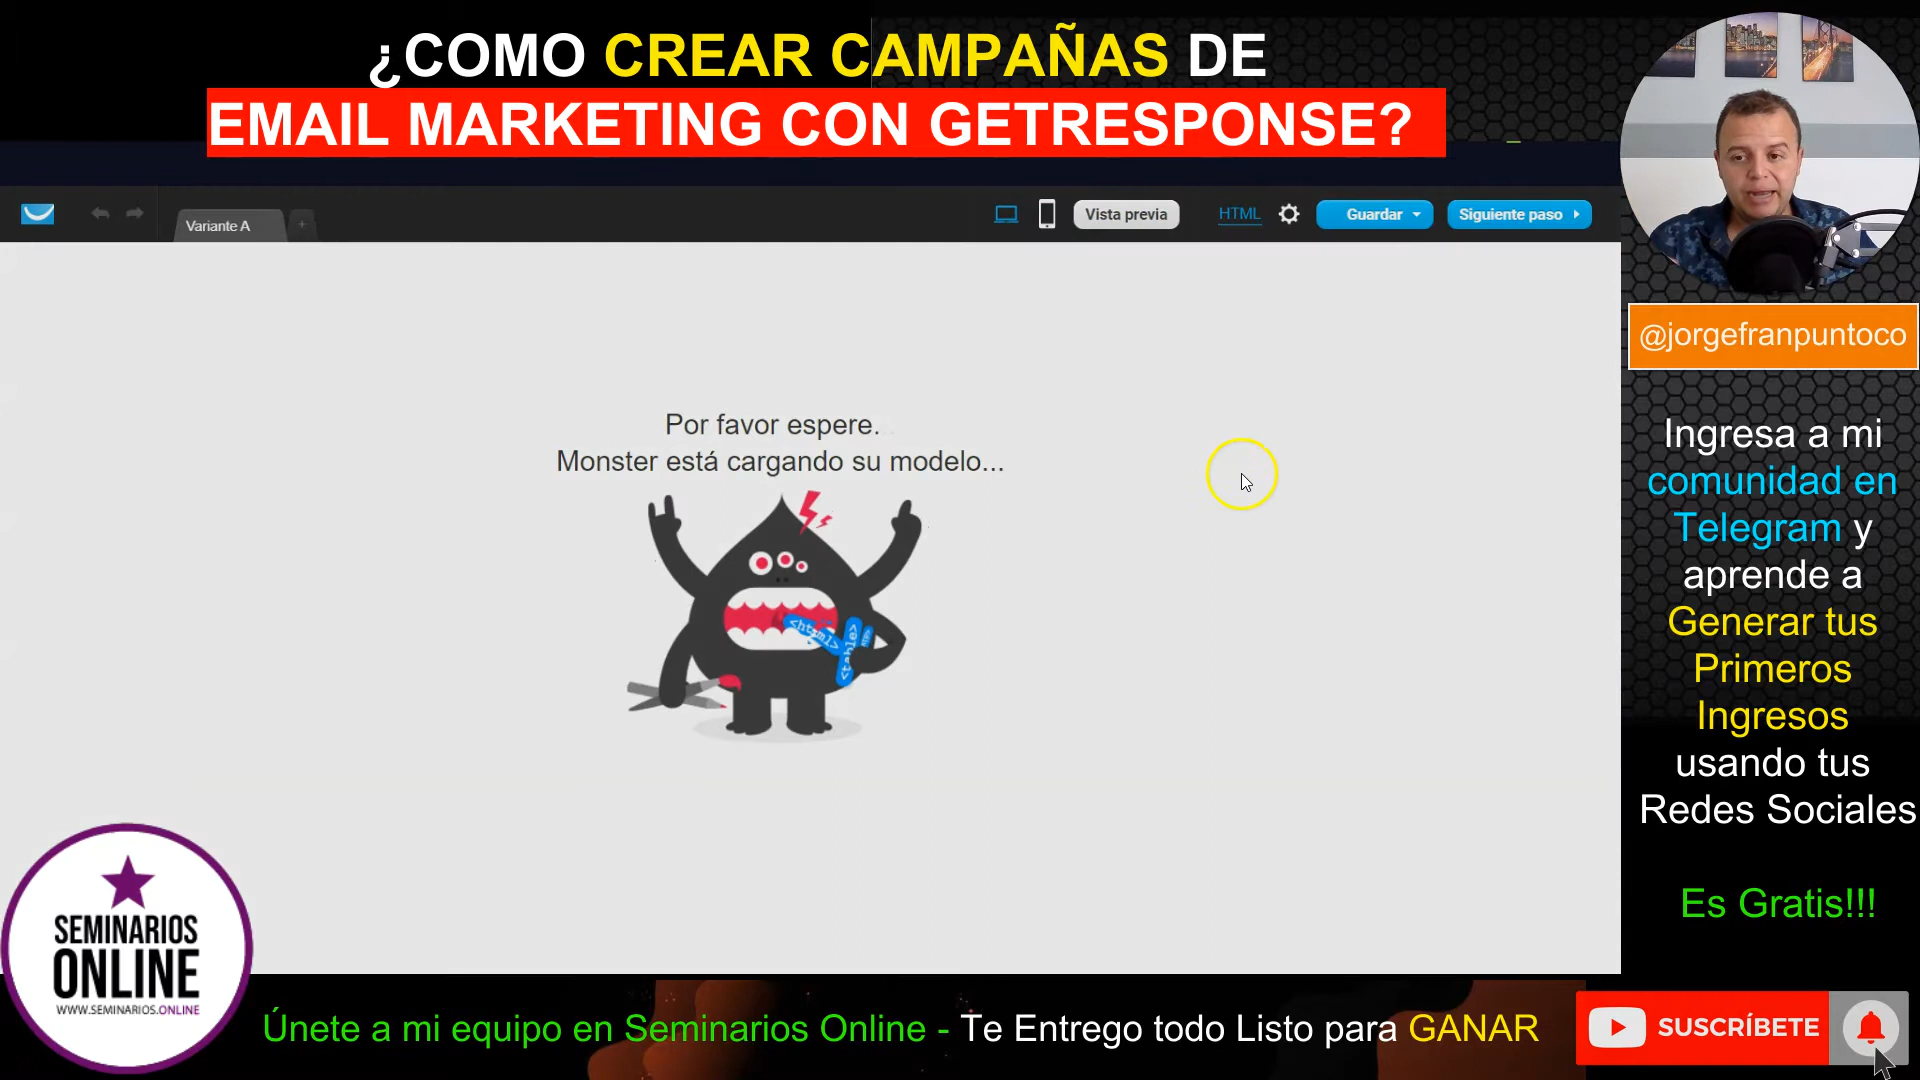 ¿COMO CREAR CAMPAÑAS DE
EMAIL MARKETING CON GETRESPONSE?
Variante A
+
Vista previa
HTML
Guardar
Siguiente paso
@jorgefranpuntoco
Por favor espere.
Monster está cargando su modelo...
<html>
<table>
Ingresa a mi
comunidad en
Telegram y
aprende a
Generar tus
Primeros
Ingresos
usando tus
Redes Sociales
Es Gratis!!!
SEMINARIOS
ONLINE
WWW.SEMINARIOS.ONLINE
Únete a mi equipo en Seminarios Online - Te Entrego todo Listo para GANAR
SUSCRÍBETE